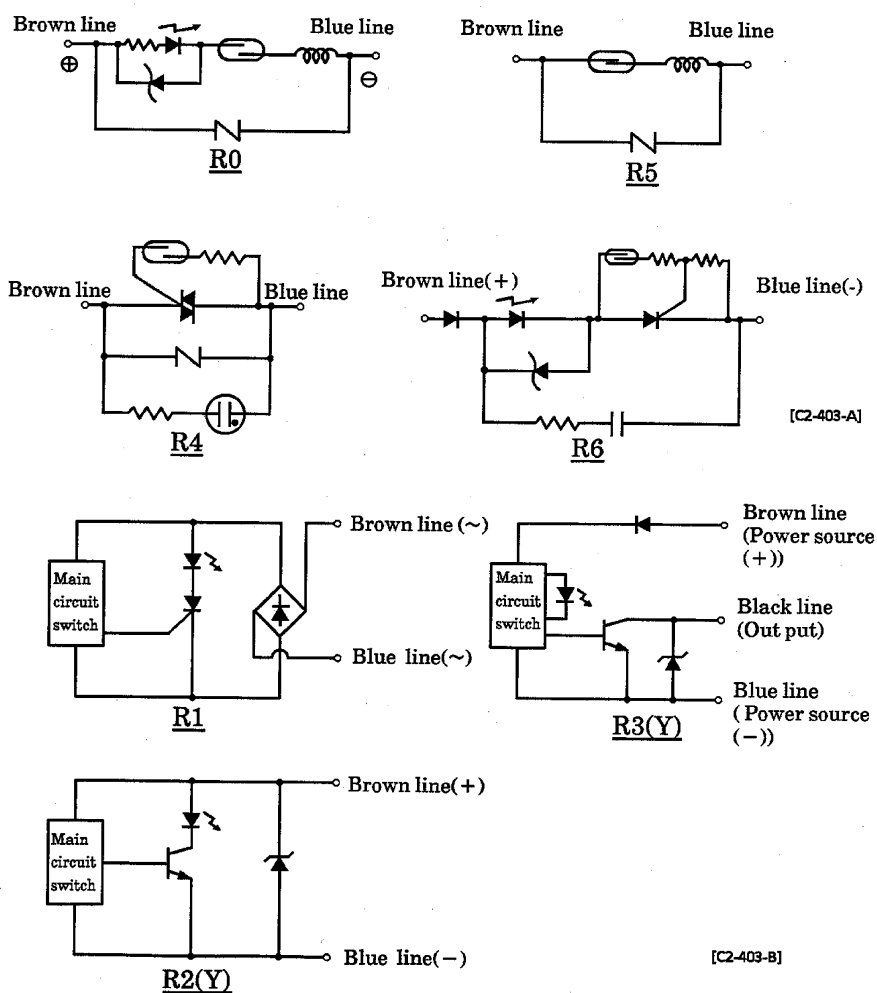 Brown line
Blue line
⊕
⊖
R0
Brown line
Blue line
R5
Brown line
Blue line
R4
Brown line(+)
Blue line(-)
R6
[C2-403-A]
Main
circuit
switch
Brown line (~)
Blue line(~)
R1
Main
circuit
switch
Brown line
(Power source
(+))
Black line
(Out put)
Blue line
( Power source
(−))
R3(Y)
Main
circuit
switch
Brown line(+)
Blue line(−)
R2(Y)
[C2-403-B]